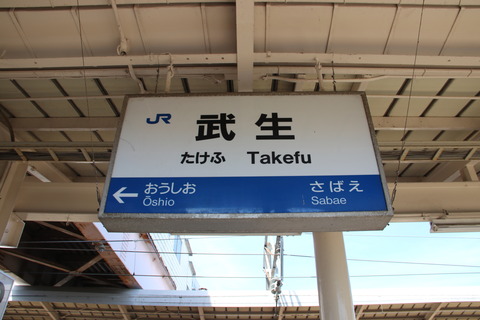 JR
武生
たけふ Takefu
← おうしお さばえ
Ōshio Sabae